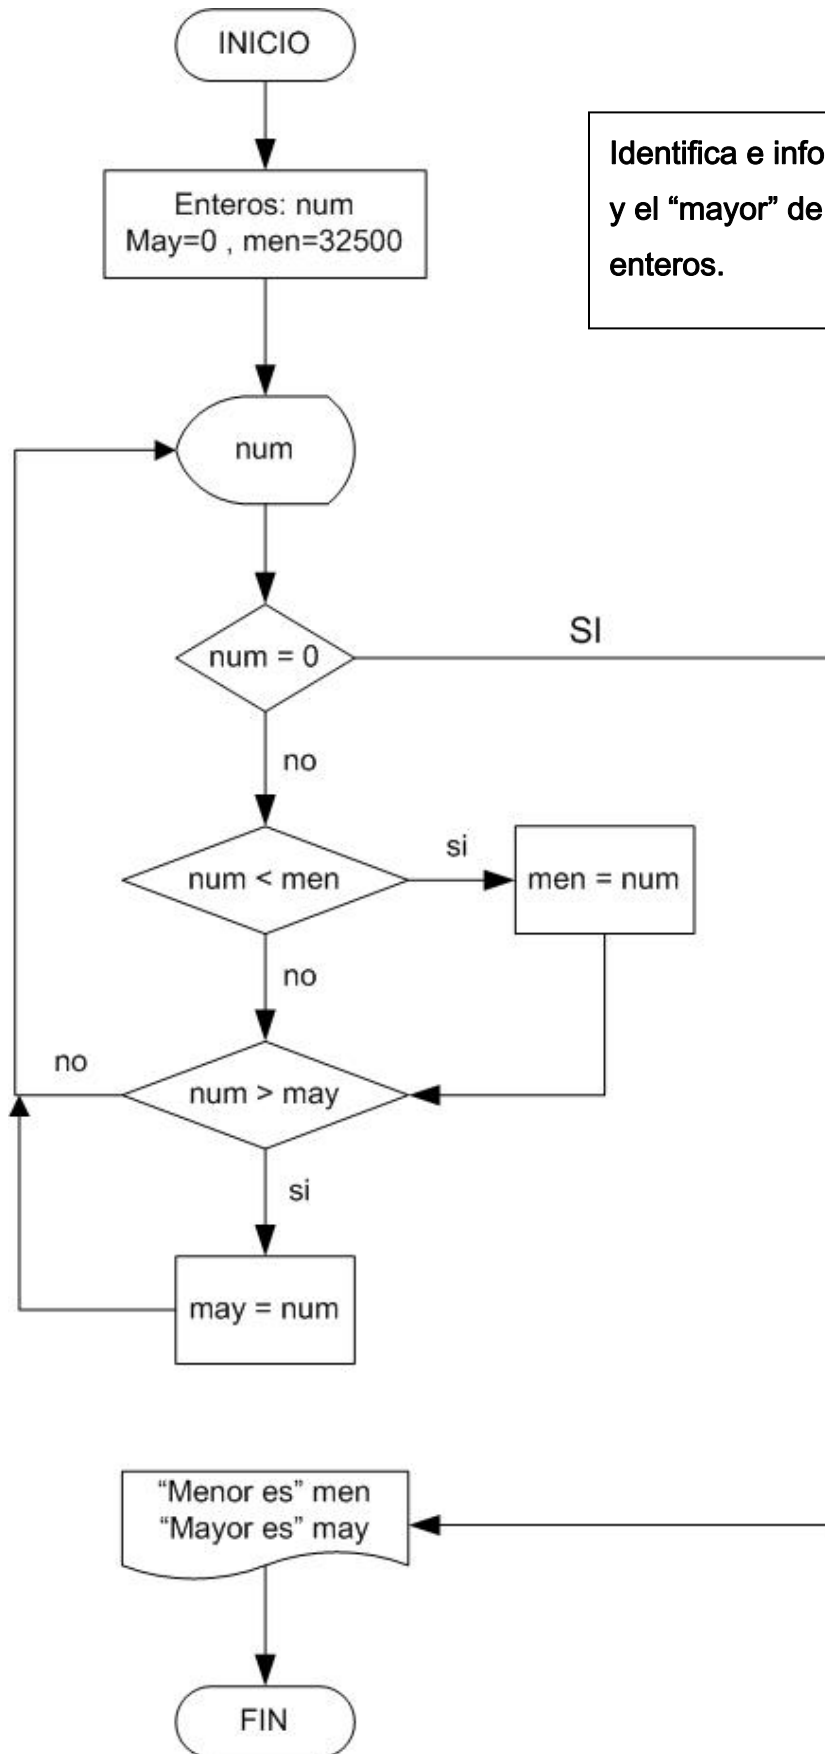 INICIO
Enteros: num
May=0 , men=32500
Identifica e info
y el “mayor” de
enteros.
num
num = 0
SI
no
num < men
si
men = num
no
num > may
no
si
may = num
“Menor es” men
“Mayor es” may
FIN